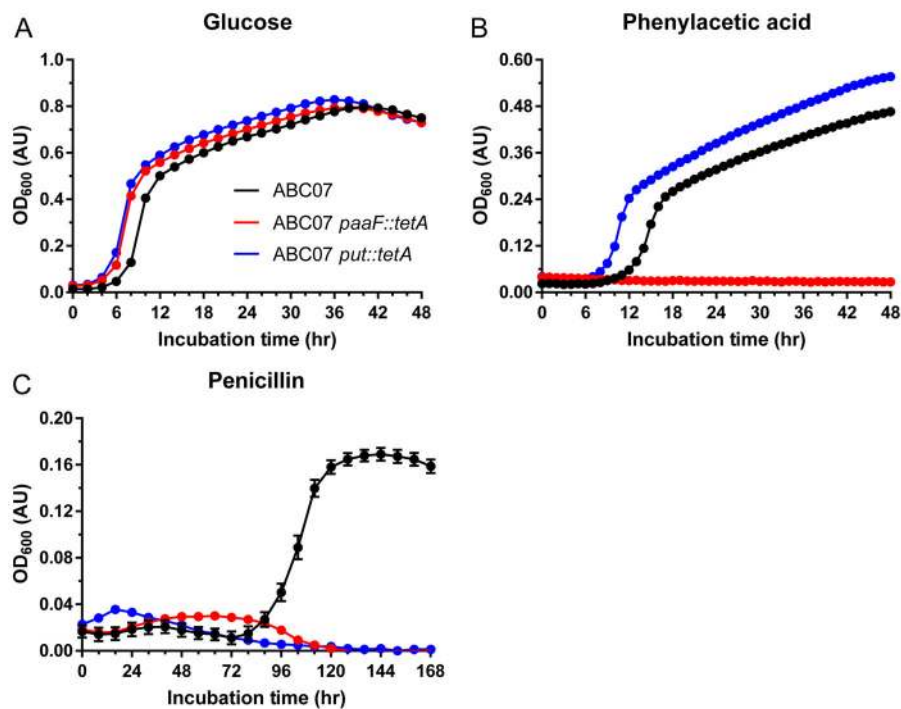 A
Glucose
OD600 (AU)
1.0
0.8
0.6
0.4
0.2
0.0
0 6 12 18 24 30 36 42 48
Incubation time (hr)
ABC07
ABC07 paaF::tetA
ABC07 put::tetA
B
Phenylacetic acid
OD600 (AU)
0.60
0.48
0.36
0.24
0.12
0.00
0 6 12 18 24 30 36 42 48
Incubation time (hr)
C
Penicillin
OD600 (AU)
0.20
0.16
0.12
0.08
0.04
0.00
0 24 48 72 96 120 144 168
Incubation time (hr)